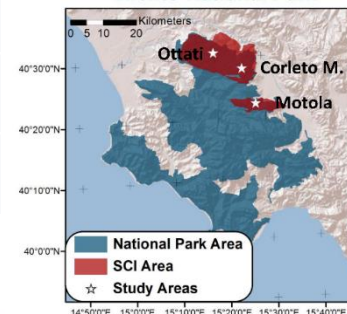 Kilometers
0 5 10 20
40°30'0"N
40°20'0"N
40°10'0"N
40°0'0"N
Ottati
Corleto M.
Motola
National Park Area
SCI Area
Study Areas
14°50'0"E 15°0'0"E 15°10'0"E 15°20'0"E 15°30'0"E 15°40'0"E